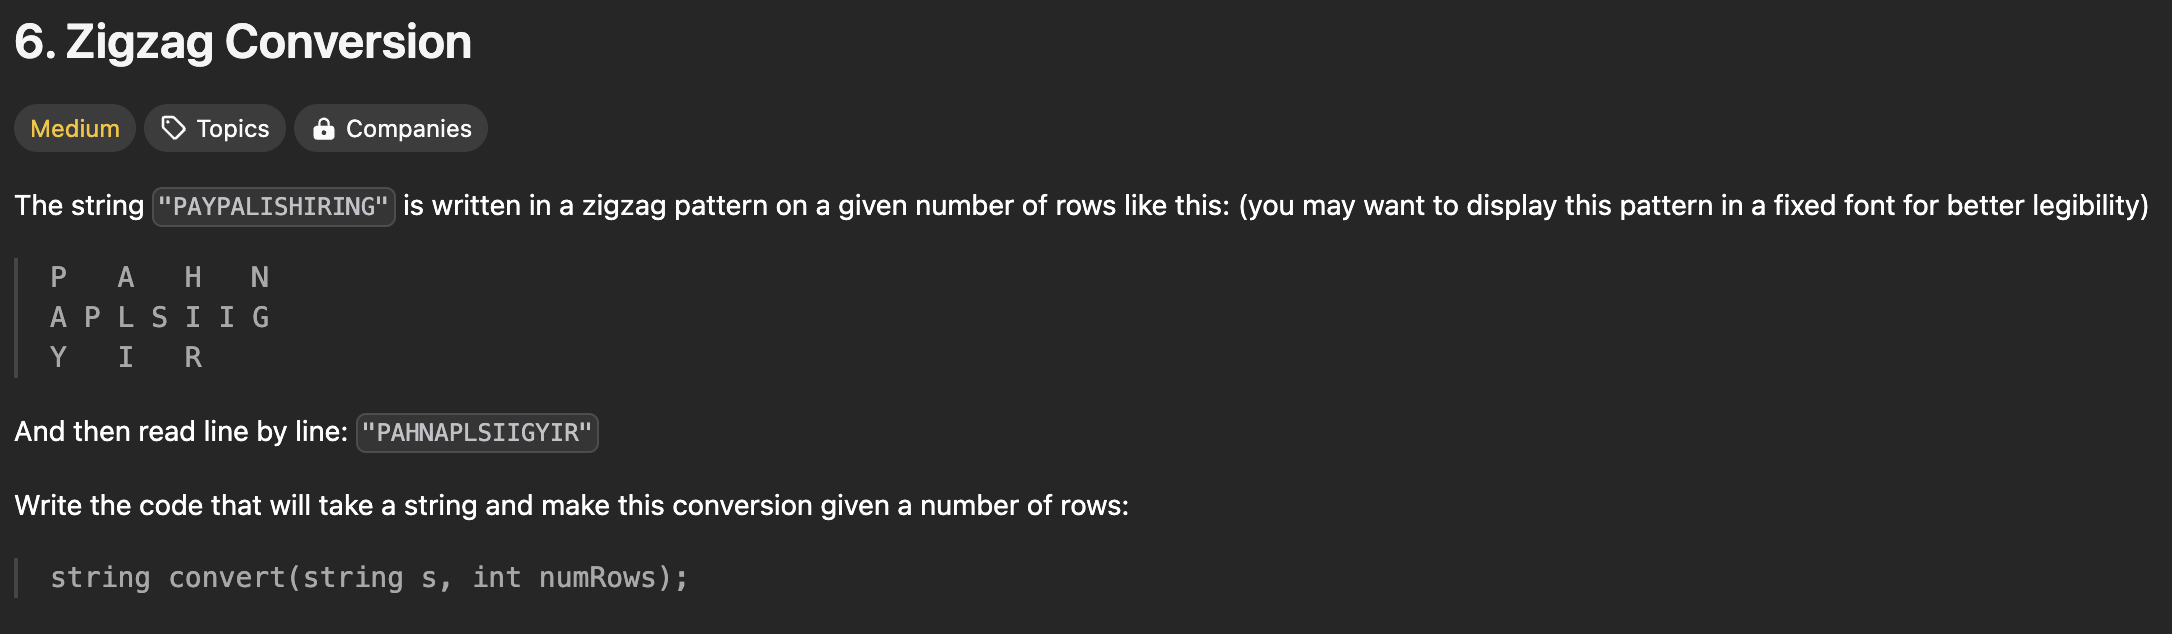 6. Zigzag Conversion
Medium Topics Companies
The string "PAYPALISHIRING" is written in a zigzag pattern on a given number of rows like this: (you may want to display this pattern in a fixed font for better legibility)
P   A   H   N
A P L S I I G
Y   I   R
And then read line by line: "PAHNAPLSIIGYIR"
Write the code that will take a string and make this conversion given a number of rows:
string convert(string s, int numRows);